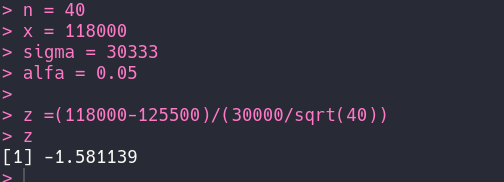 > n = 40
> x = 118000
> sigma = 30333
> alfa = 0.05
>
> z =(118000-125500)/(30000/sqrt(40))
> z
[1] -1.581139
>